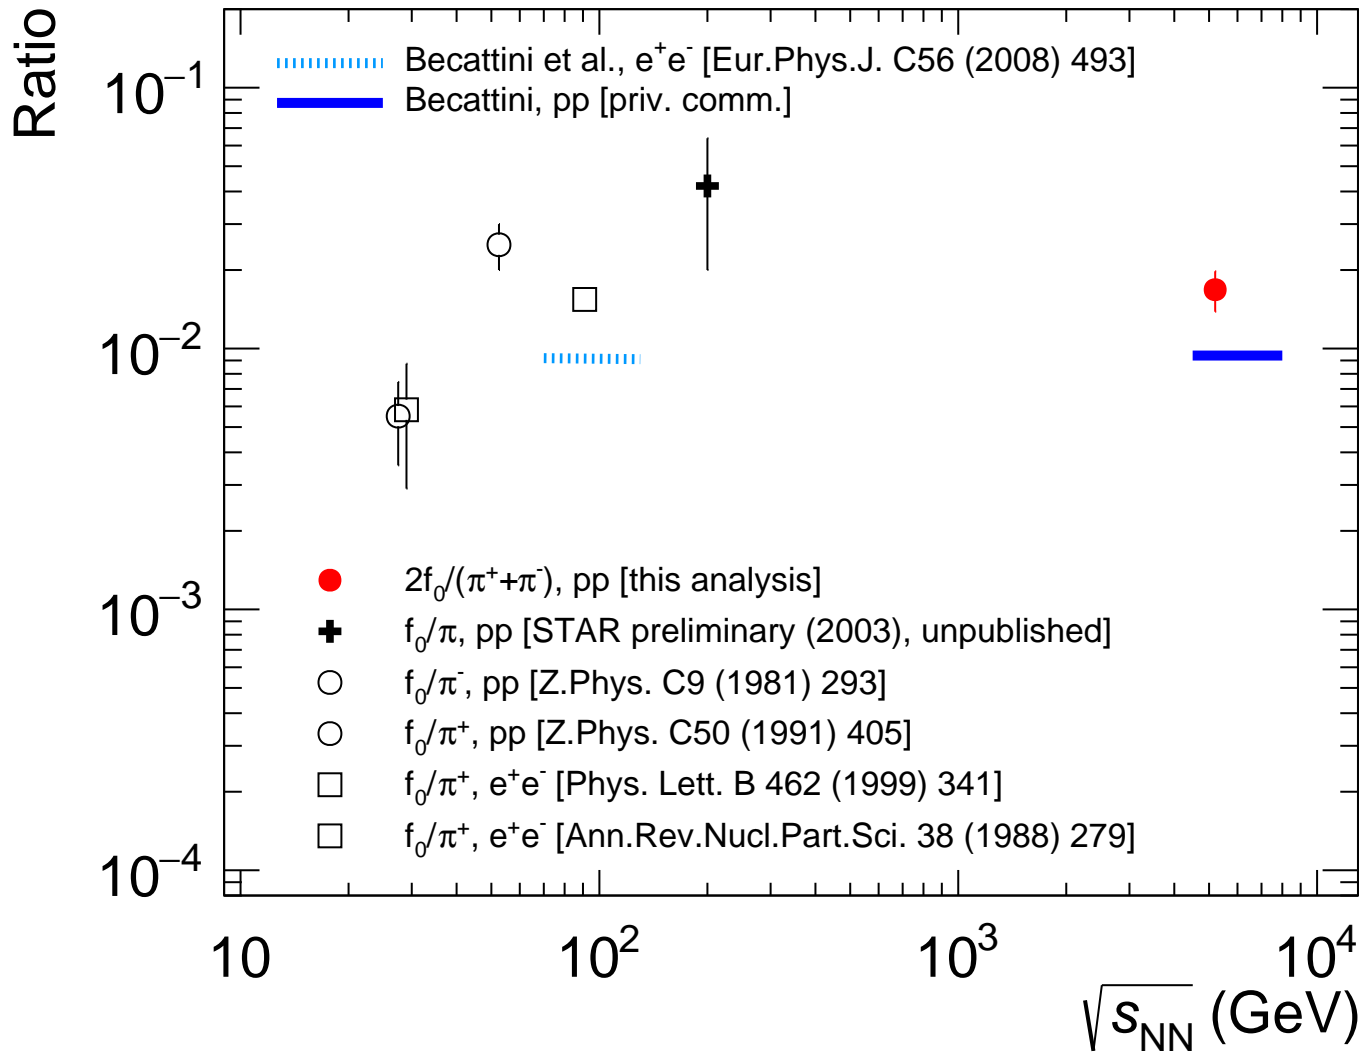 Ratio
Becattini et al., e⁺e⁻ [Eur.Phys.J. C56 (2008) 493]
Becattini, pp [priv. comm.]
10⁻¹
10⁻²
10⁻³
10⁻⁴
2f₀/(π⁺+π⁻), pp [this analysis]
f₀/π, pp [STAR preliminary (2003), unpublished]
f₀/π⁻, pp [Z.Phys. C9 (1981) 293]
f₀/π⁺, pp [Z.Phys. C50 (1991) 405]
f₀/π⁺, e⁺e⁻ [Phys. Lett. B 462 (1999) 341]
f₀/π⁺, e⁺e⁻ [Ann.Rev.Nucl.Part.Sci. 38 (1988) 279]
10 10² 10³ 10⁴
√s_NN (GeV)